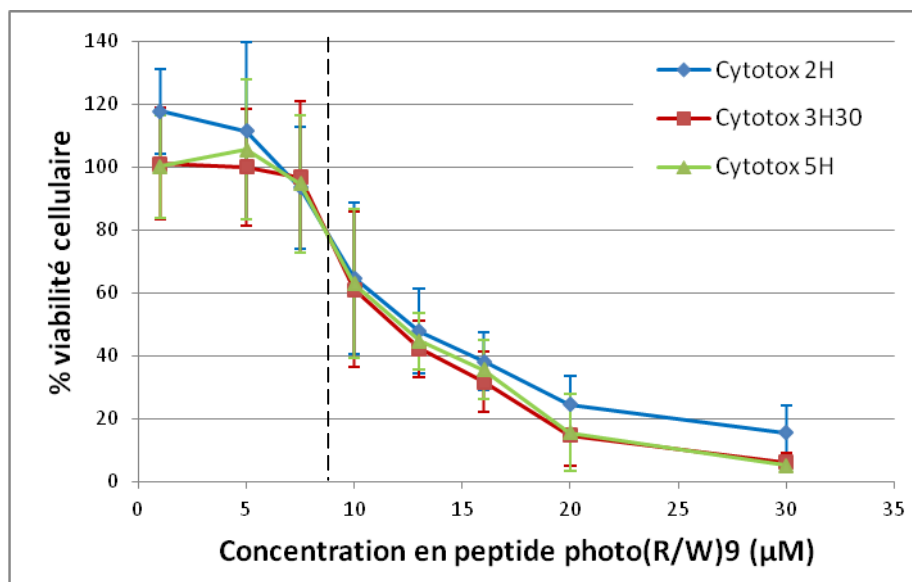 140
120
100
80
60
40
20
0
% viabilité cellulaire
Cytotox 2H
Cytotox 3H30
Cytotox 5H
0 5 10 15 20 25 30 35
Concentration en peptide photo(R/W)9 (µM)